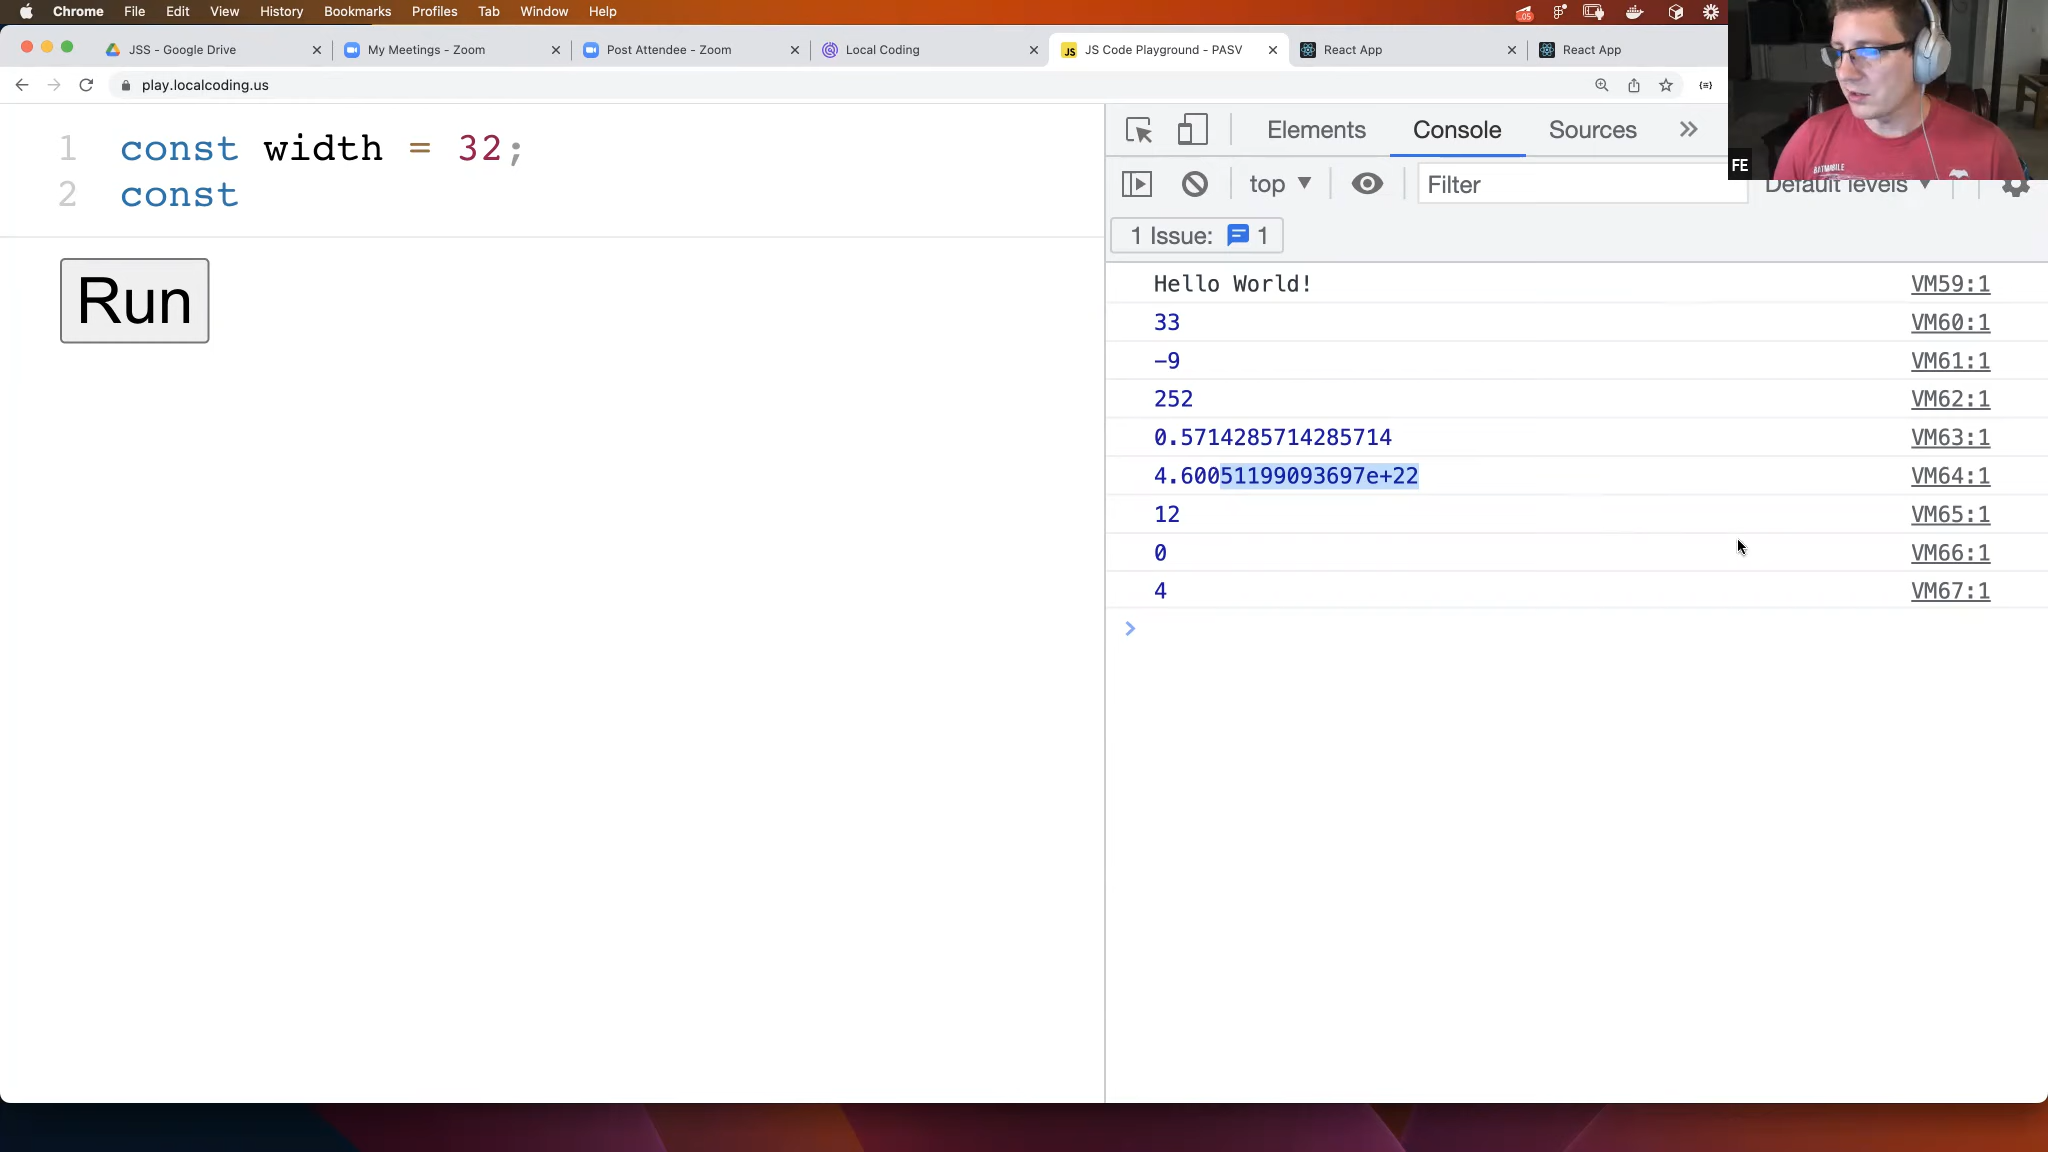 Chrome File Edit View History Bookmarks Profiles Tab Window Help
.05
JSS - Google Drive
My Meetings - Zoom
Post Attendee - Zoom
Local Coding
JS
JS Code Playground - PASV
React App
React App
play.localcoding.us
1 const width = 32;
2 const
Run
Elements Console Sources
top
Filter
Default levels
1 Issue: 1
Hello World! VM59:1
33 VM60:1
-9 VM61:1
252 VM62:1
0.5714285714285714 VM63:1
4.60051199093697e+22 VM64:1
12 VM65:1
0 VM66:1
4 VM67:1
FE
BATMOBILE